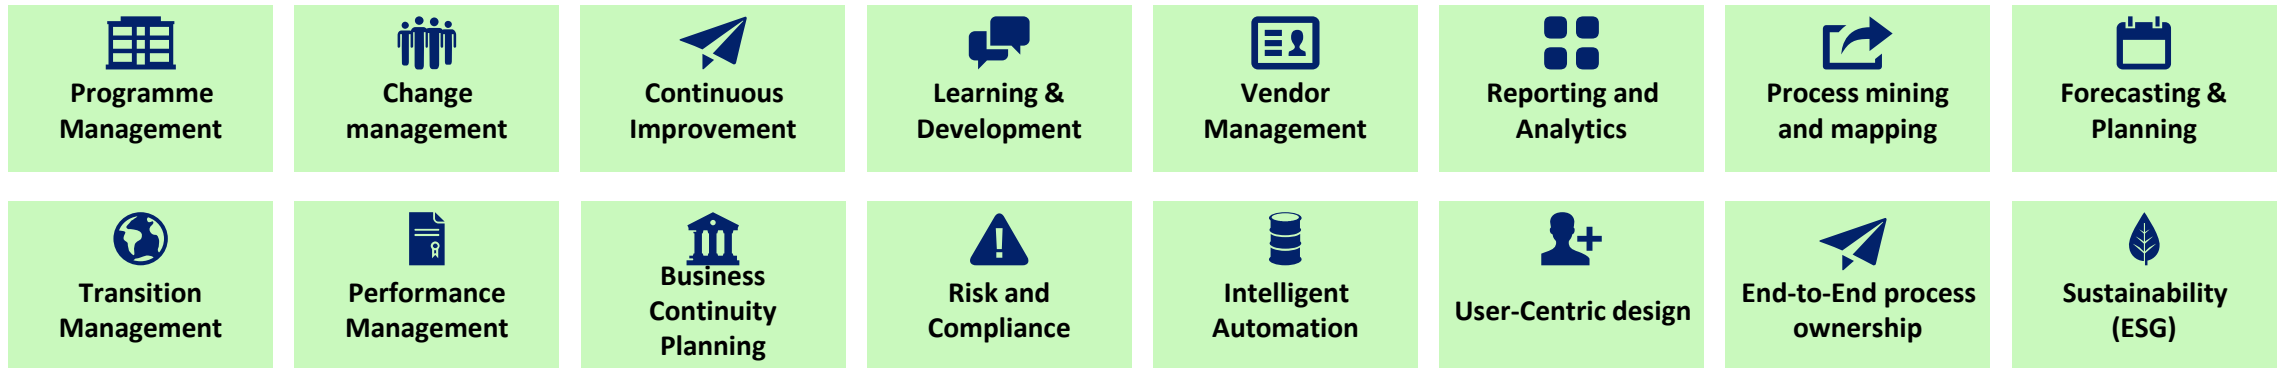 Programme
Management
Change
management
Continuous
Improvement
Learning &
Development
Vendor
Management
Reporting and
Analytics
Process mining
and mapping
Forecasting &
Planning
Transition
Management
Performance
Management
Business
Continuity
Planning
Risk and
Compliance
Intelligent
Automation
User-Centric design
End-to-End process
ownership
Sustainability
(ESG)